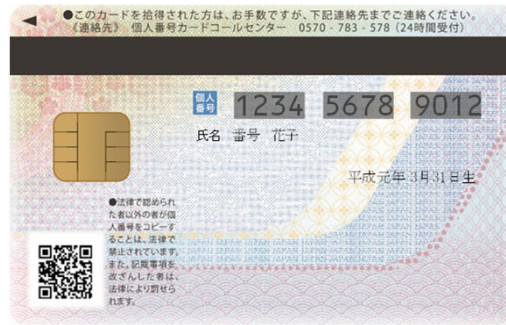 ●このカードを拾得された方は、お手数ですが、下記連絡先までご連絡ください。
《連絡先》 個人番号カードコールセンター 0570-783-578(24時間受付)
個人番号 1234 5678 9012
氏名 番号 花子
平成元年 3月31日生
●法律で認められ
た者以外の者が個
人番号をコピーす
ることは、法律で
禁止されています。
また、記載事項を
改ざんした者は、
法律により罰せら
れます。